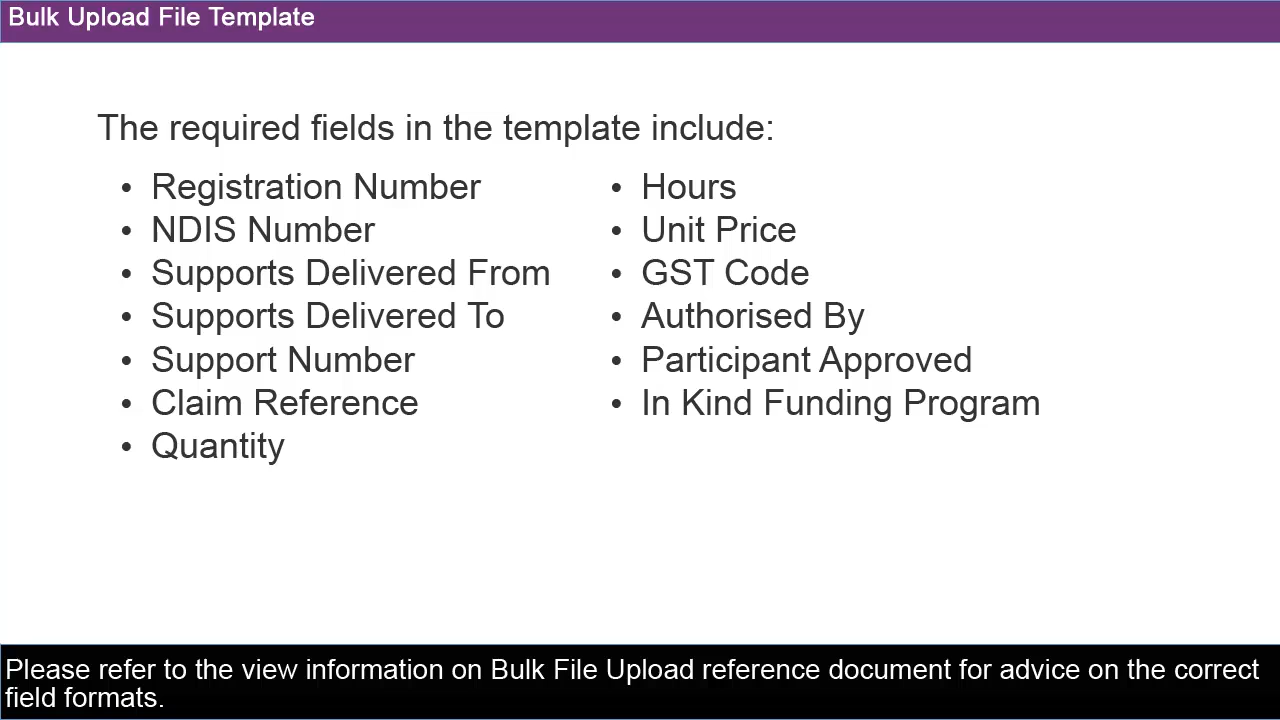 Bulk Upload File Template
The required fields in the template include:
• Registration Number
• NDIS Number
• Supports Delivered From
• Supports Delivered To
• Support Number
• Claim Reference
• Quantity
• Hours
• Unit Price
• GST Code
• Authorised By
• Participant Approved
• In Kind Funding Program
Please refer to the view information on Bulk File Upload reference document for advice on the correct
field formats.